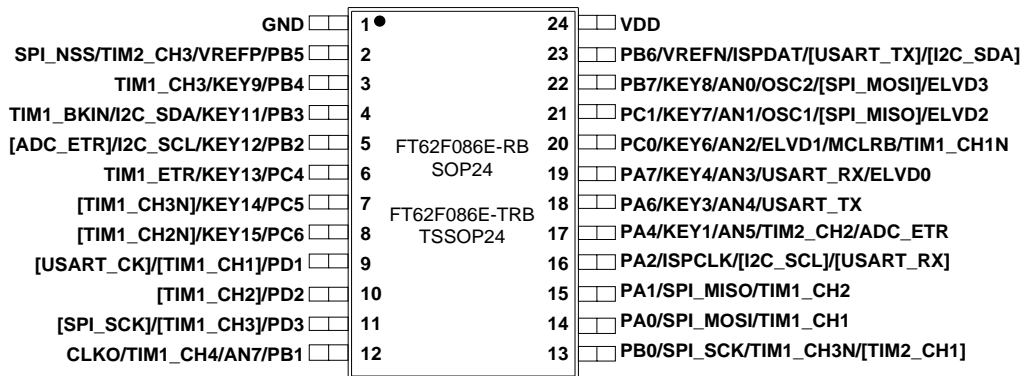 GND 1 24 VDD
SPI_NSS/TIM2_CH3/VREFP/PB5 2 23 PB6/VREFN/ISPDAT/[USART_TX]/[I2C_SDA]
TIM1_CH3/KEY9/PB4 3 22 PB7/KEY8/AN0/OSC2/[SPI_MOSI]/ELVD3
TIM1_BKIN/I2C_SDA/KEY11/PB3 4 21 PC1/KEY7/AN1/OSC1/[SPI_MISO]/ELVD2
[ADC_ETR]/I2C_SCL/KEY12/PB2 5 FT62F086E-RB 20 PC0/KEY6/AN2/ELVD1/MCLRB/TIM1_CH1N
SOP24
TIM1_ETR/KEY13/PC4 6 19 PA7/KEY4/AN3/USART_RX/ELVD0
[TIM1_CH3N]/KEY14/PC5 7 FT62F086E-TRB 18 PA6/KEY3/AN4/USART_TX
[TIM1_CH2N]/KEY15/PC6 8 TSSOP24 17 PA4/KEY1/AN5/TIM2_CH2/ADC_ETR
[USART_CK]/[TIM1_CH1]/PD1 9 16 PA2/ISPCLK/[I2C_SCL]/[USART_RX]
[TIM1_CH2]/PD2 10 15 PA1/SPI_MISO/TIM1_CH2
[SPI_SCK]/[TIM1_CH3]/PD3 11 14 PA0/SPI_MOSI/TIM1_CH1
CLKO/TIM1_CH4/AN7/PB1 12 13 PB0/SPI_SCK/TIM1_CH3N/[TIM2_CH1]